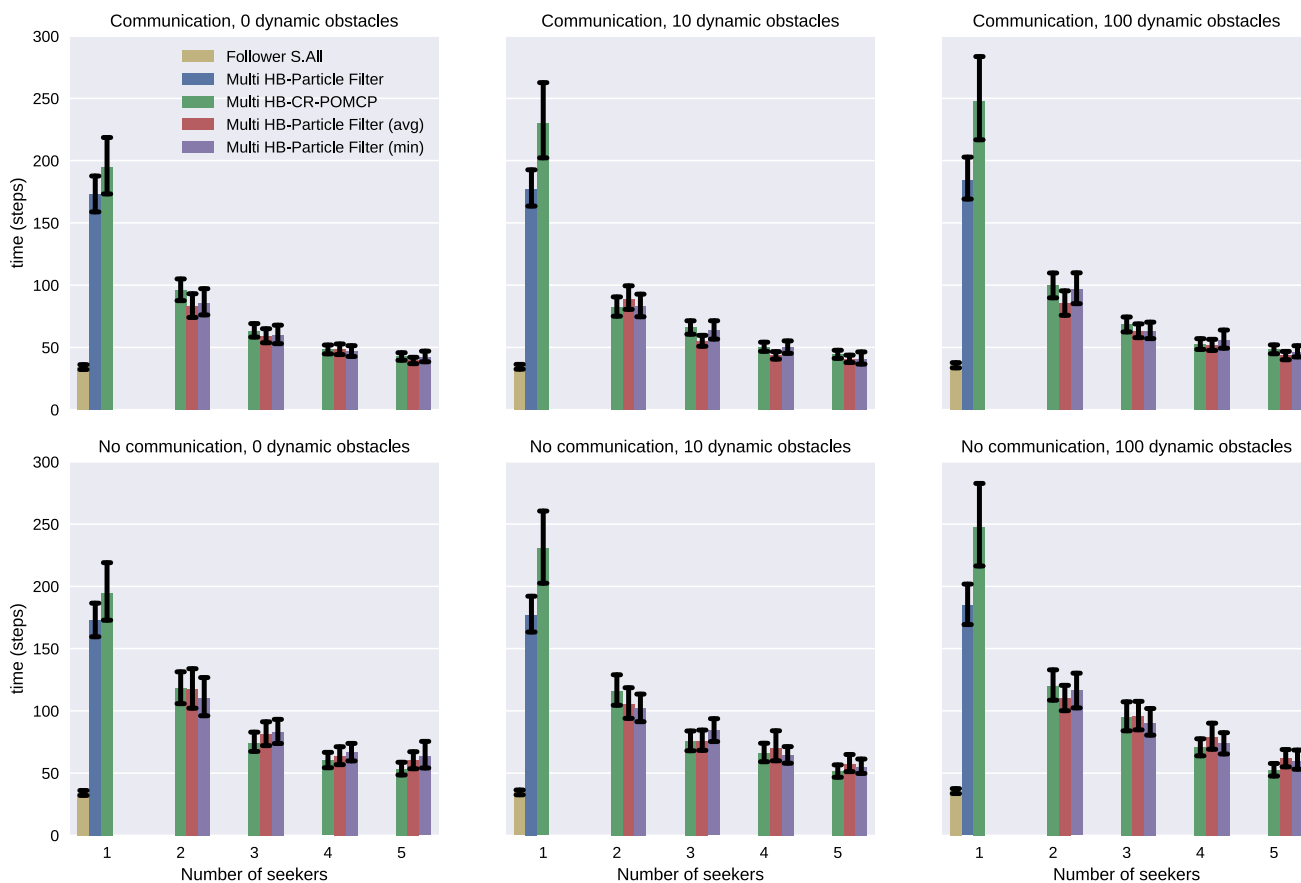 Communication, 0 dynamic obstacles
Communication, 10 dynamic obstacles
Communication, 100 dynamic obstacles
300
250
200
150
100
50
0
time (steps)
Follower S.All
Multi HB-Particle Filter
Multi HB-CR-POMCP
Multi HB-Particle Filter (avg)
Multi HB-Particle Filter (min)
No communication, 0 dynamic obstacles
No communication, 10 dynamic obstacles
No communication, 100 dynamic obstacles
300
250
200
150
100
50
0
time (steps)
1 2 3 4 5
1 2 3 4 5
1 2 3 4 5
Number of seekers
Number of seekers
Number of seekers